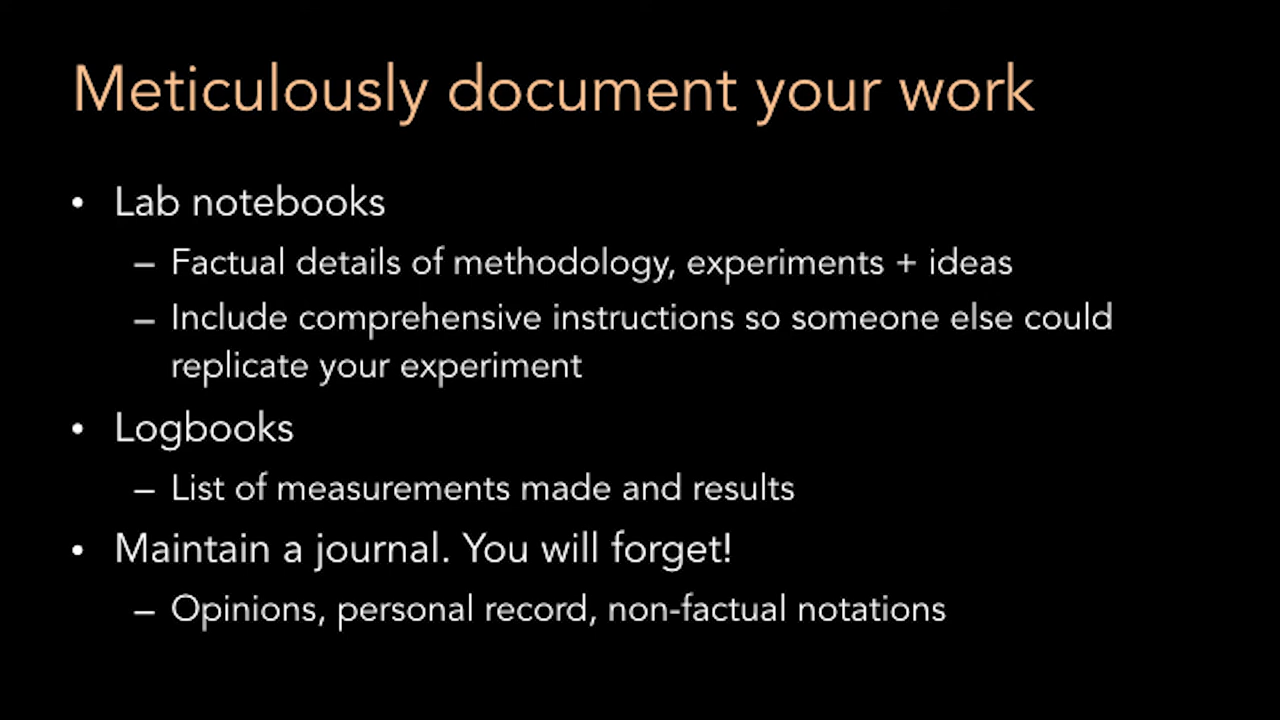 Meticulously document your work
• Lab notebooks
– Factual details of methodology, experiments + ideas
– Include comprehensive instructions so someone else could
replicate your experiment
• Logbooks
– List of measurements made and results
• Maintain a journal. You will forget!
– Opinions, personal record, non-factual notations